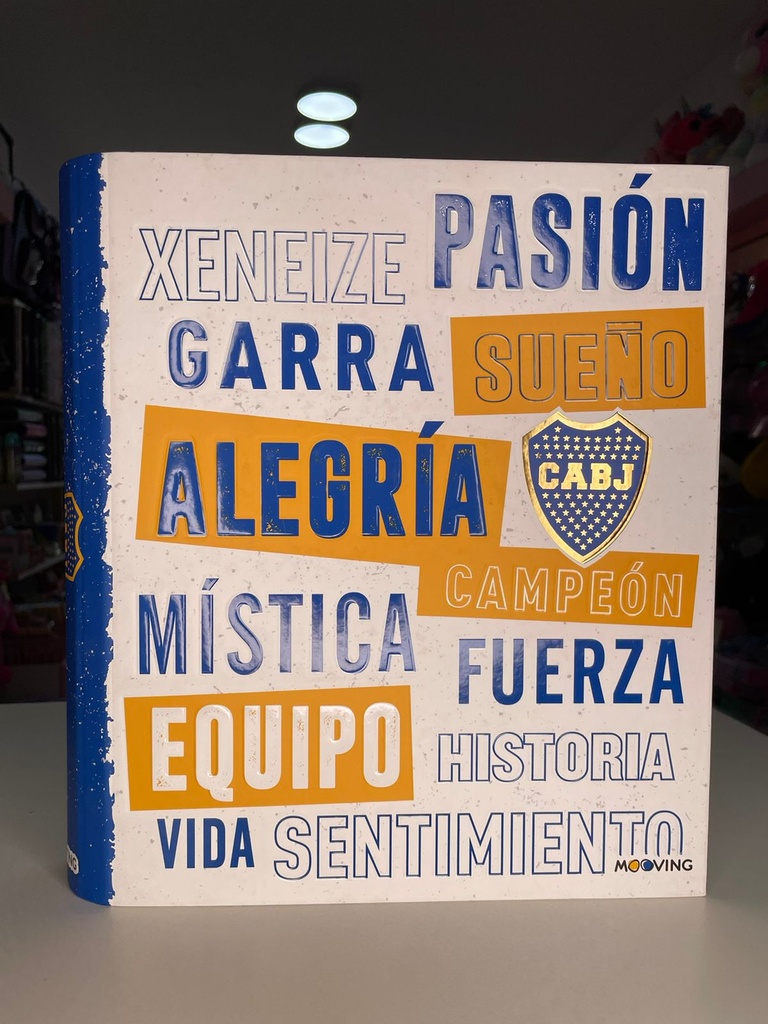 XENEIZE
PASIÓN
GARRA
SUEÑO
ALEGRÍA
CABJ
CAMPEÓN
MÍSTICA
FUERZA
EQUIPO
HISTORIA
VIDA SENTIMIENTO
MOOVING